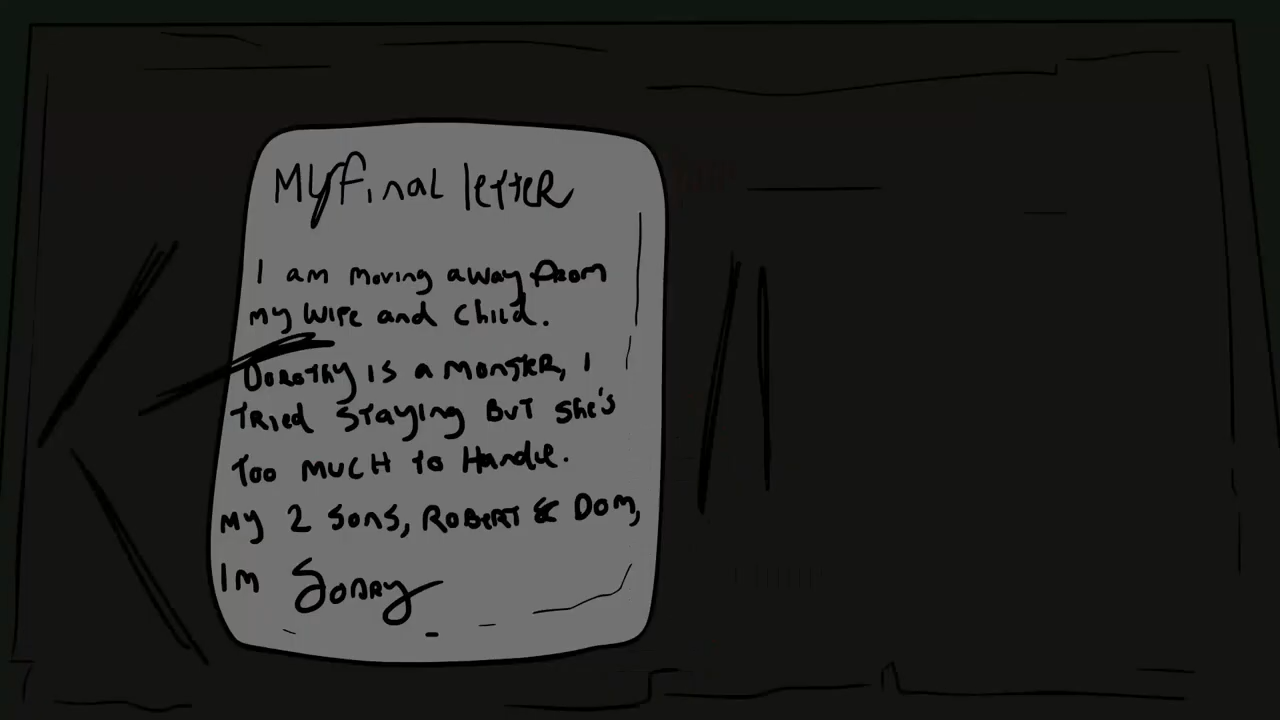 My final letter
I am moving away from
my wife and child.
Dorothy is a monster, I
tried staying but she's
too much to handle.
my 2 sons, Robert & Dom,
Im Sorry